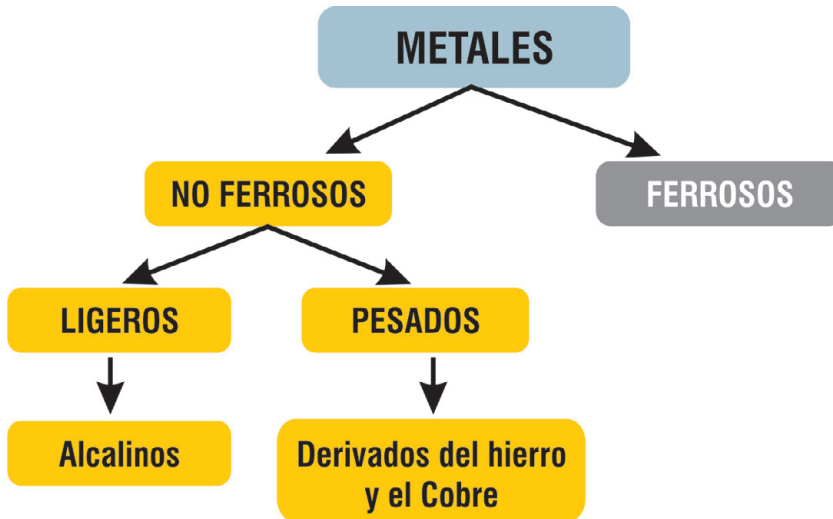 METALES
NO FERROSOS
FERROSOS
LIGEROS
PESADOS
Alcalinos
Derivados del hierro
y el Cobre